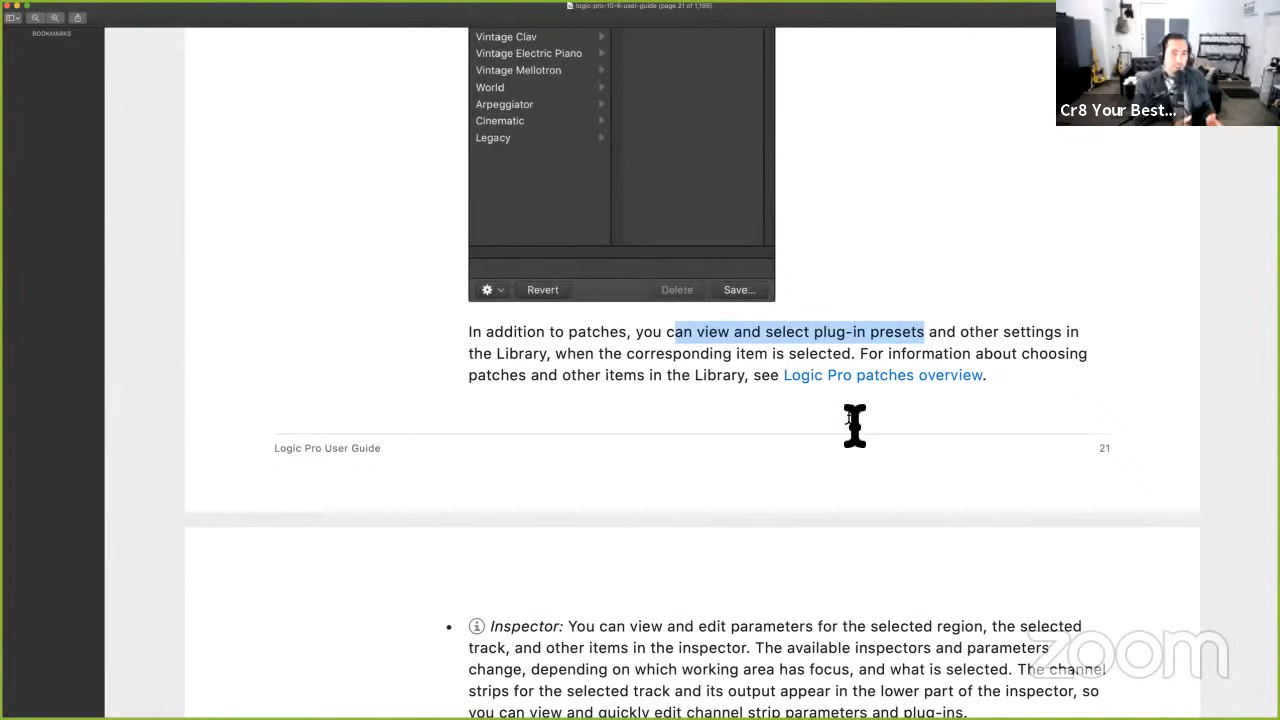 logic-pro-10-6-user-guide (page 21 of 1,195)
BOOKMARKS
Vintage Clav
Vintage Electric Piano
Vintage Mellotron
World
Arpeggiator
Cinematic
Legacy
Revert
Delete
Save...
Cr8 Your Best...
In addition to patches, you can view and select plug-in presets and other settings in
the Library, when the corresponding item is selected. For information about choosing
patches and other items in the Library, see Logic Pro patches overview.
Logic Pro User Guide
21
• Inspector: You can view and edit parameters for the selected region, the selected
track, and other items in the inspector. The available inspectors and parameters
change, depending on which working area has focus, and what is selected. The channel
strips for the selected track and its output appear in the lower part of the inspector, so
you can view and quickly edit channel strip parameters and plug-ins.
zoom